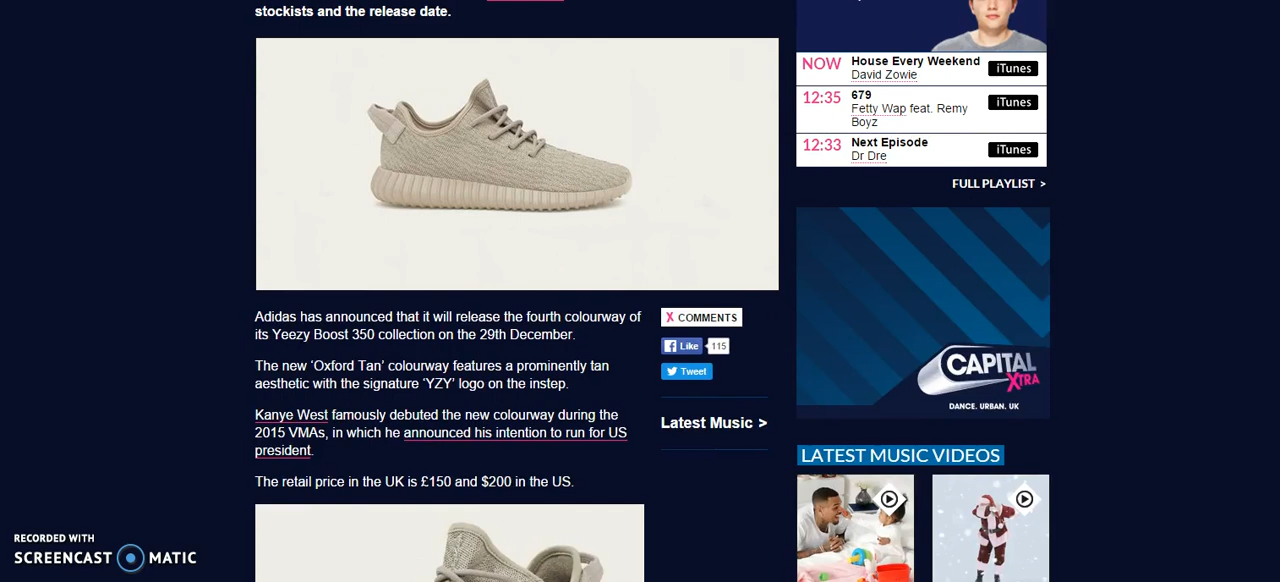 stockists and the release date.
NOW House Every Weekend iTunes
David Zowie
12:35 679 iTunes
Fetty Wap feat. Remy
Boyz
12:33 Next Episode iTunes
Dr Dre
FULL PLAYLIST >
Adidas has announced that it will release the fourth colourway of
its Yeezy Boost 350 collection on the 29th December.
The new ‘Oxford Tan’ colourway features a prominently tan
aesthetic with the signature ‘YZY’ logo on the instep.
Kanye West famously debuted the new colourway during the
2015 VMAs, in which he announced his intention to run for US
president.
The retail price in the UK is £150 and $200 in the US.
X COMMENTS
Like 115
Tweet
Latest Music >
CAPITAL
XTRA
DANCE. URBAN. UK
LATEST MUSIC VIDEOS
RECORDED WITH
SCREENCAST MATIC